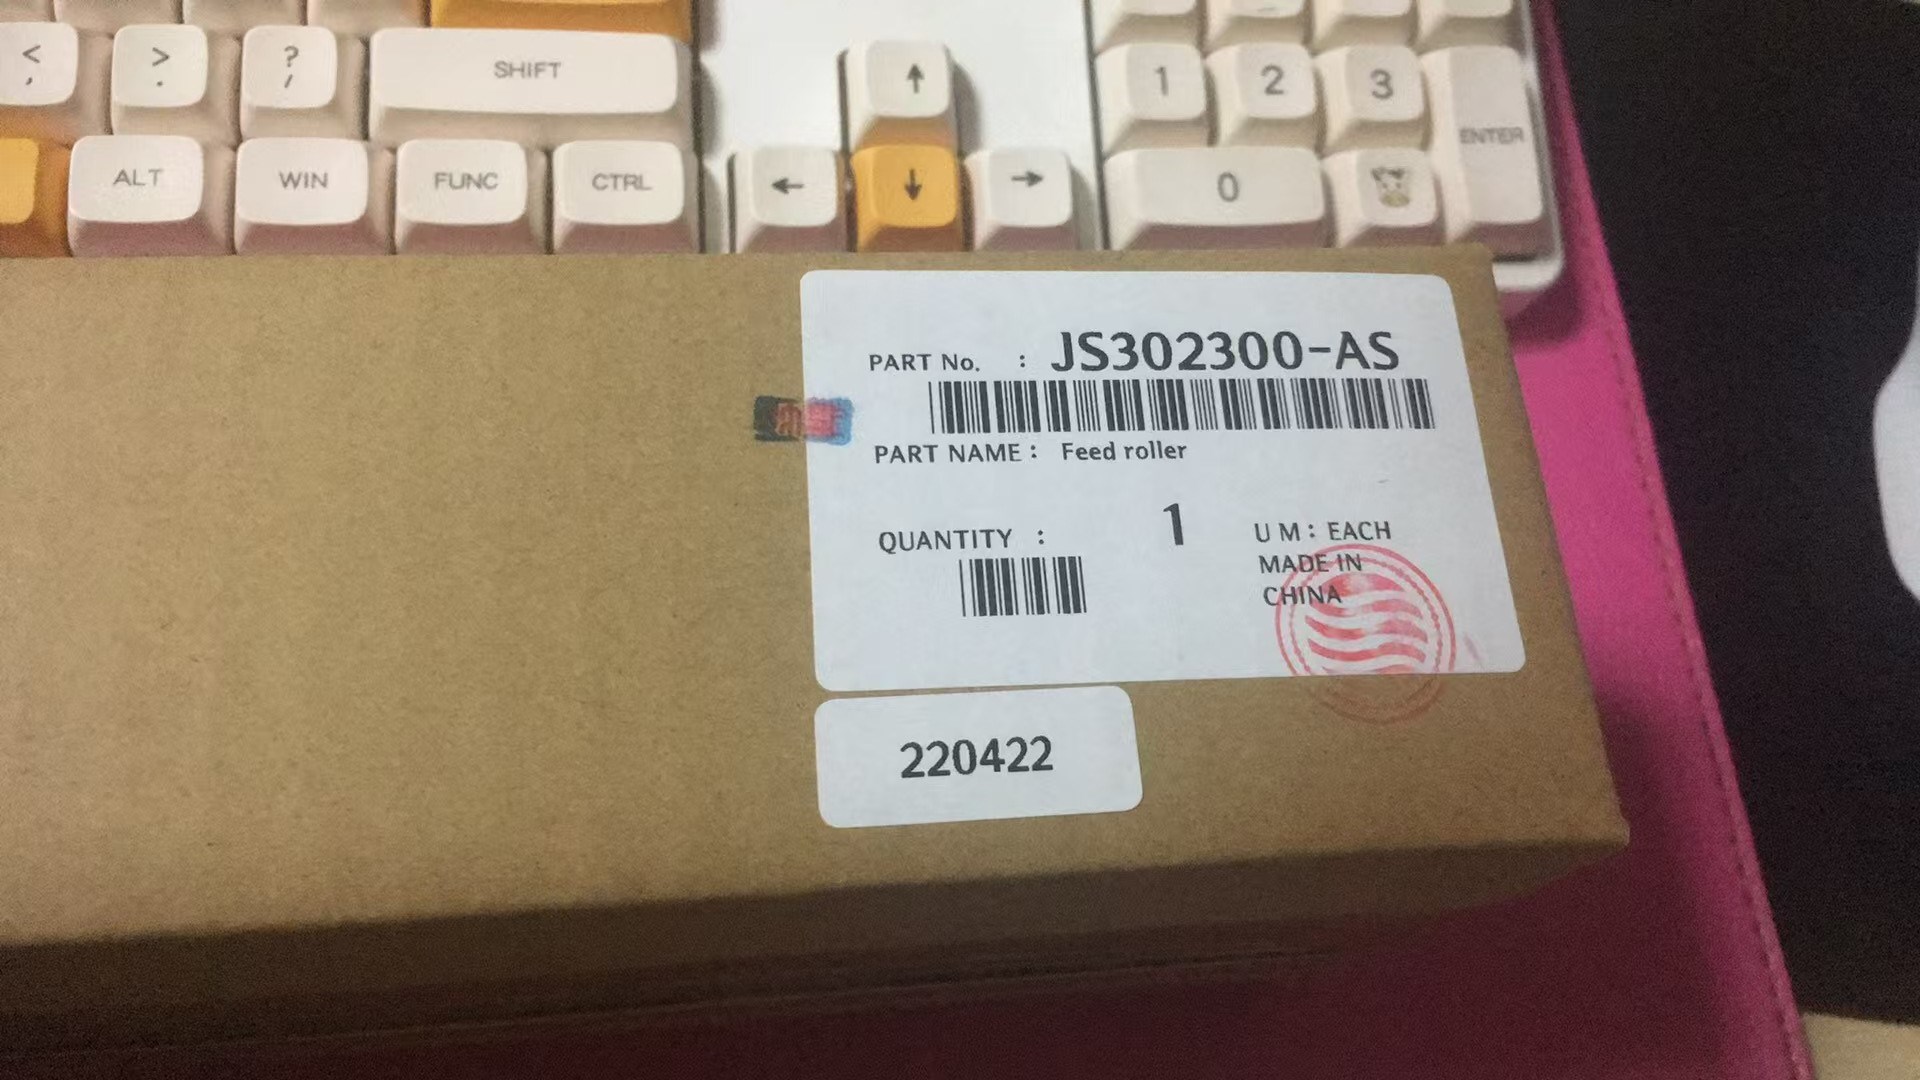 <
,
>
.
?
/
SHIFT
↑
1
2
3
ENTER
ALT
WIN
FUNC
CTRL
←
↓
→
0
PART No. : JS302300-AS
PART NAME : Feed roller
QUANTITY : 1 U M : EACH
MADE IN
CHINA
220422